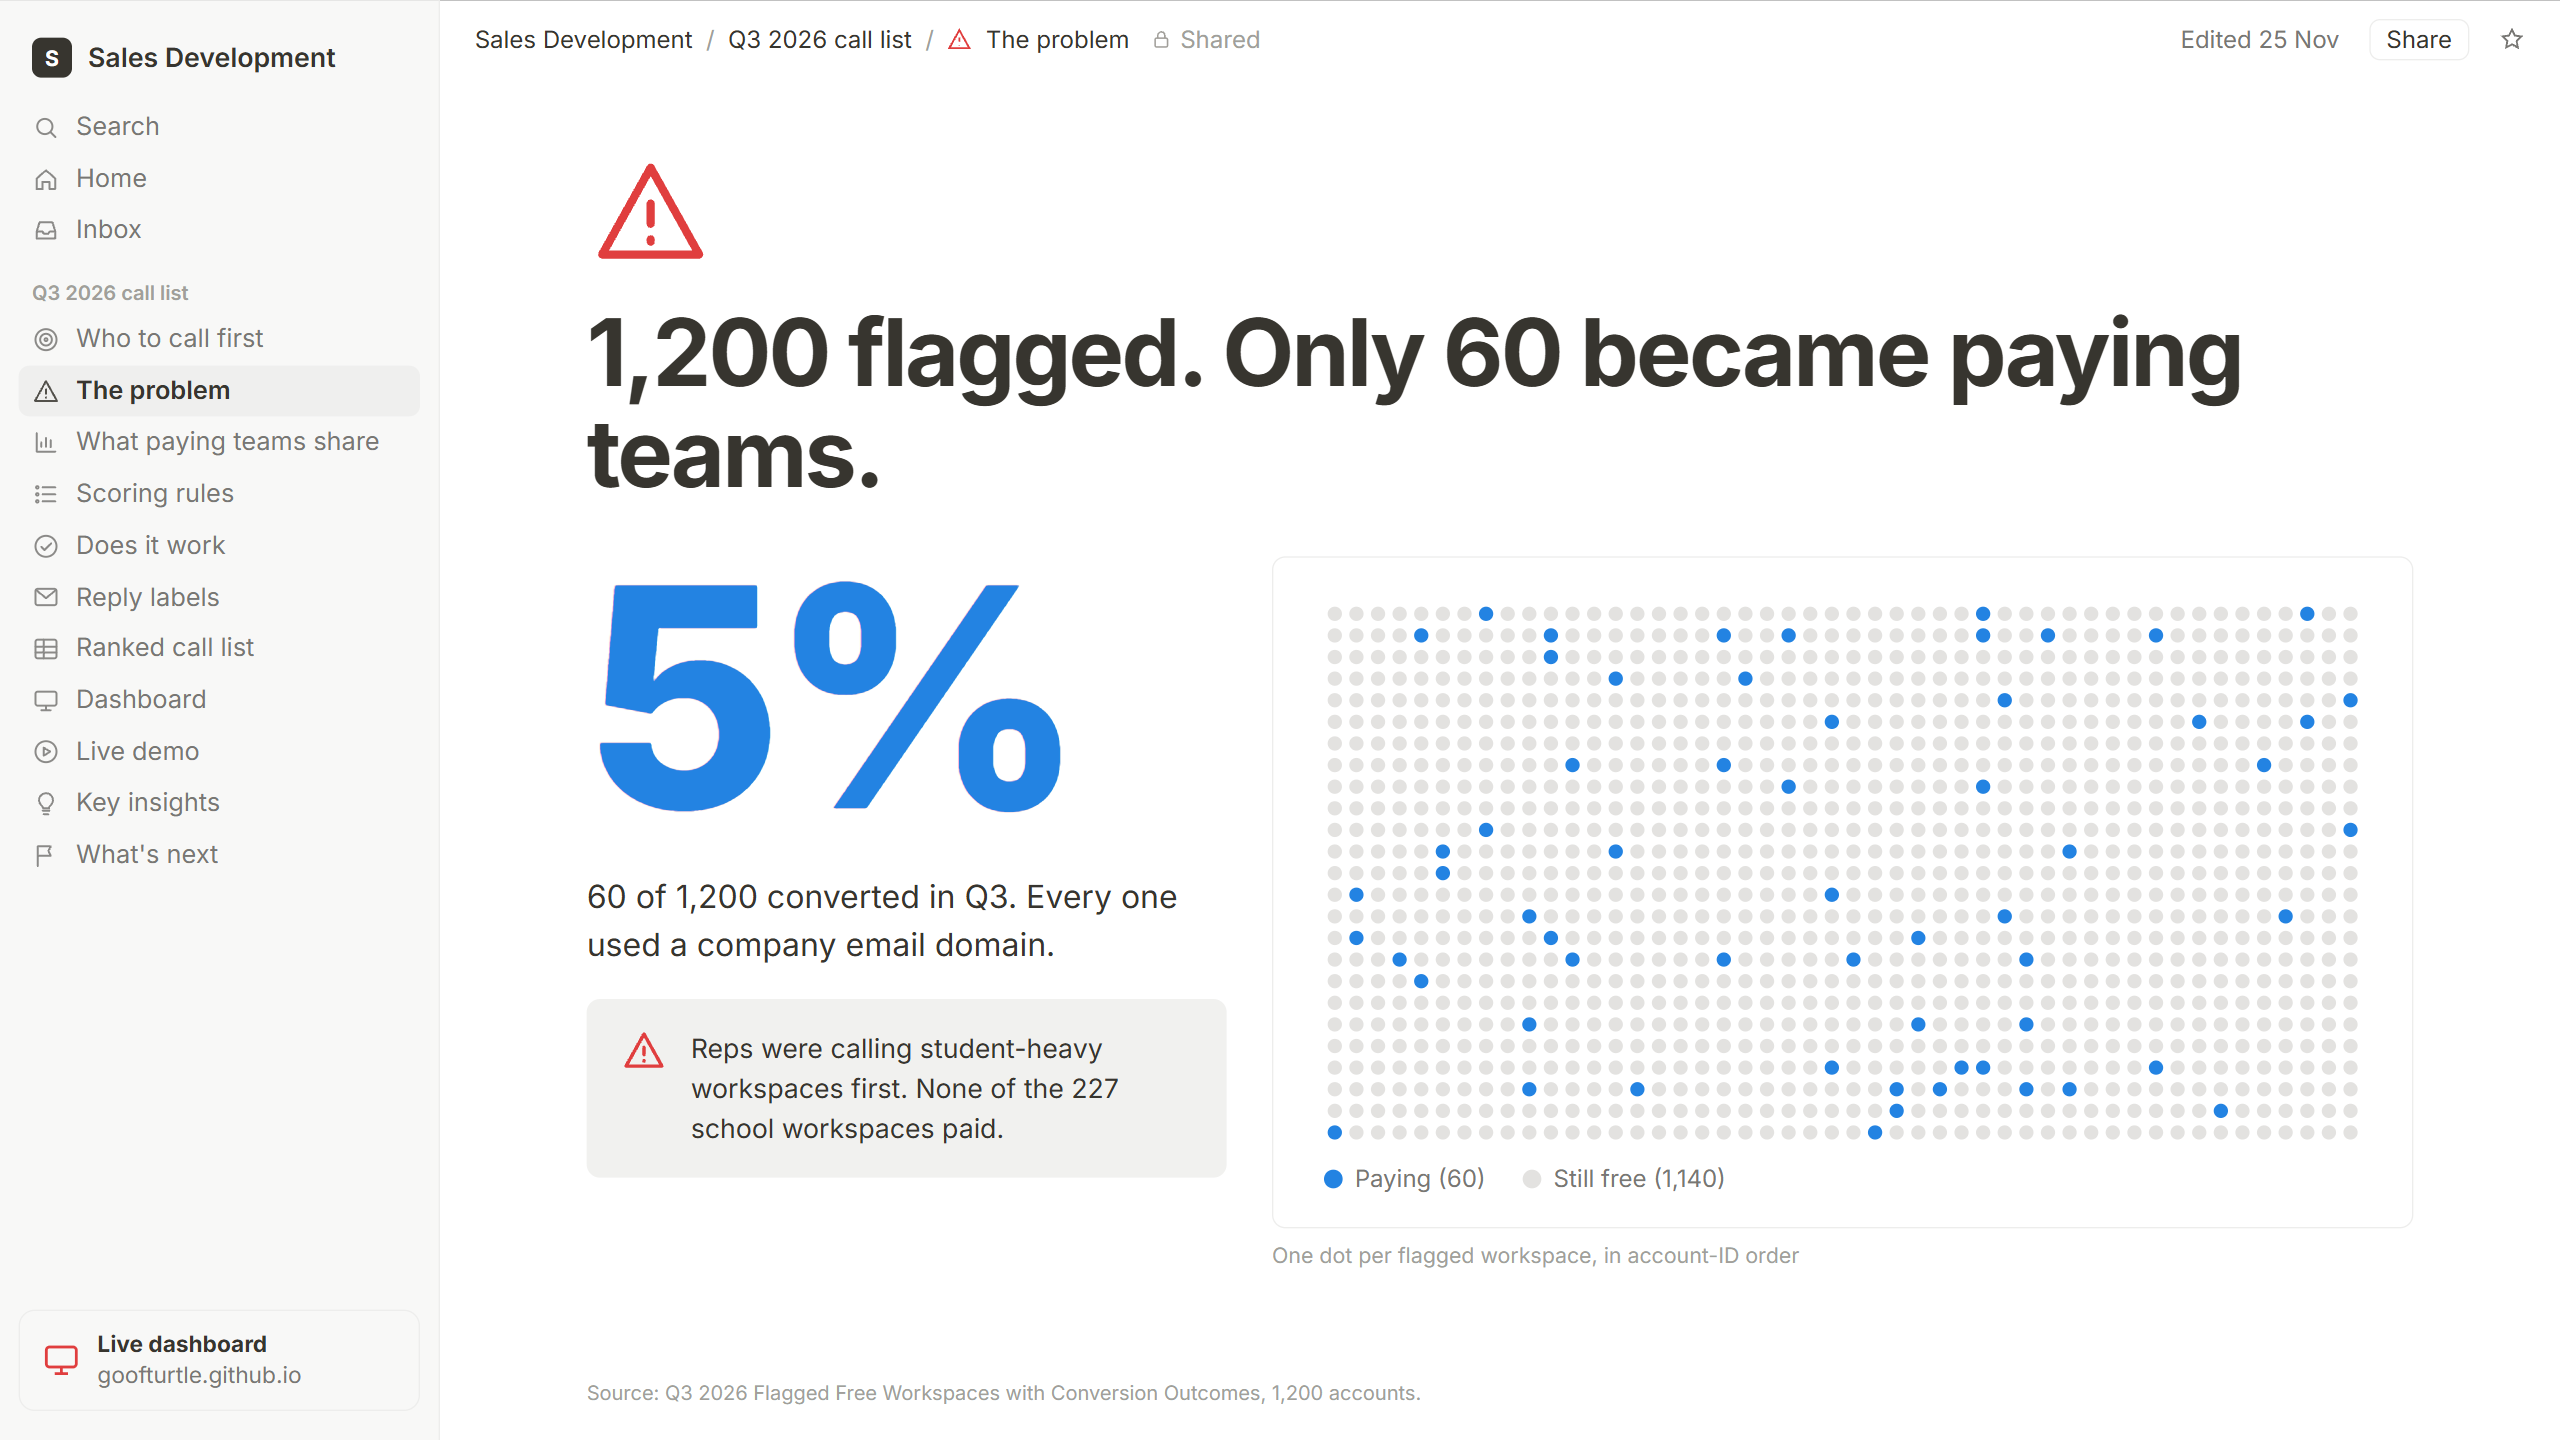 S Sales Development
Search
Home
Inbox
Q3 2026 call list
Who to call first
The problem
What paying teams share
Scoring rules
Does it work
Reply labels
Ranked call list
Dashboard
Live demo
Key insights
What's next
Live dashboard
goofturtle.github.io
Sales Development / Q3 2026 call list / The problem Shared
Edited 25 Nov Share
1,200 flagged. Only 60 became paying
teams.
5%
60 of 1,200 converted in Q3. Every one
used a company email domain.
Reps were calling student-heavy
workspaces first. None of the 227
school workspaces paid.
Paying (60) Still free (1,140)
One dot per flagged workspace, in account-ID order
Source: Q3 2026 Flagged Free Workspaces with Conversion Outcomes, 1,200 accounts.